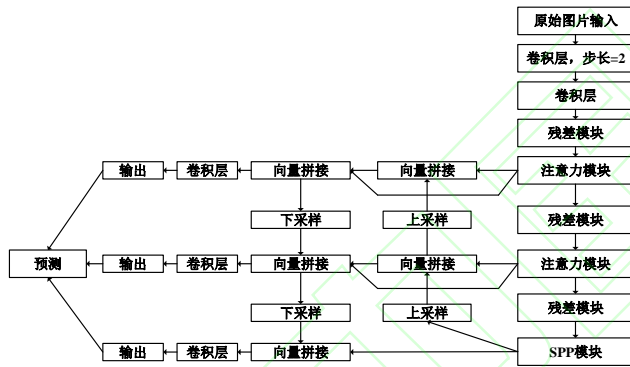 原始图片输入
卷积层，步长=2
卷积层
残差模块
输出
卷积层
向量拼接
向量拼接
注意力模块
下采样
上采样
残差模块
预测
输出
卷积层
向量拼接
向量拼接
注意力模块
下采样
上采样
残差模块
输出
卷积层
向量拼接
SPP模块